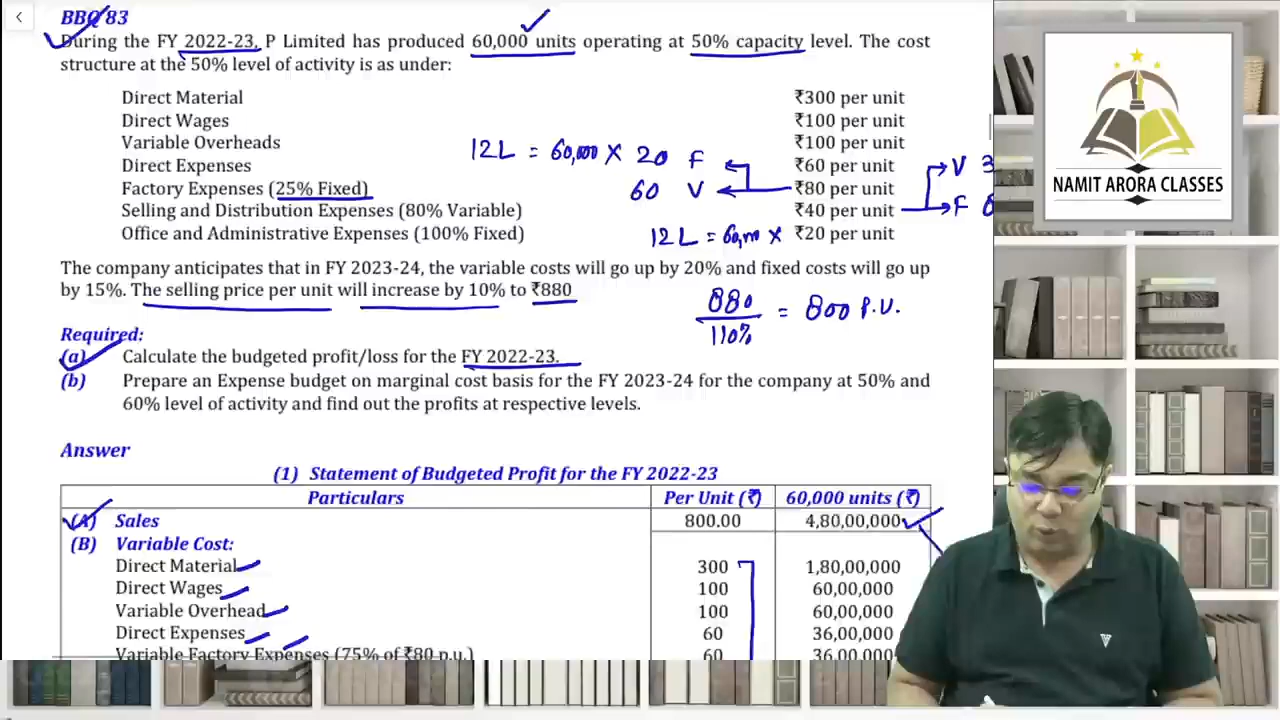 BBQ 83
During the FY 2022-23, P Limited has produced 60,000 units operating at 50% capacity level. The cost
structure at the 50% level of activity is as under:
Direct Material ₹300 per unit
Direct Wages ₹100 per unit
Variable Overheads ₹100 per unit
Direct Expenses ₹60 per unit
Factory Expenses (25% Fixed) ₹80 per unit
Selling and Distribution Expenses (80% Variable) ₹40 per unit
Office and Administrative Expenses (100% Fixed) ₹20 per unit
12L = 60,000 × 20 F
60 V
12L = 60,000 ×
V 3
F
The company anticipates that in FY 2023-24, the variable costs will go up by 20% and fixed costs will go up
by 15%. The selling price per unit will increase by 10% to ₹880
880
110%
= 800 P.U.
Required:
(a) Calculate the budgeted profit/loss for the FY 2022-23.
(b) Prepare an Expense budget on marginal cost basis for the FY 2023-24 for the company at 50% and
60% level of activity and find out the profits at respective levels.
Answer
(1) Statement of Budgeted Profit for the FY 2022-23
Particulars Per Unit (₹) 60,000 units (₹)
(A) Sales 800.00 4,80,00,000
(B) Variable Cost:
Direct Material 300 1,80,00,000
Direct Wages 100 60,00,000
Variable Overhead 100 60,00,000
Direct Expenses 60 36,00,000
Variable Factory Expenses (75% of ₹80 p.u.) 60 36,00,000
NAMIT ARORA CLASSES